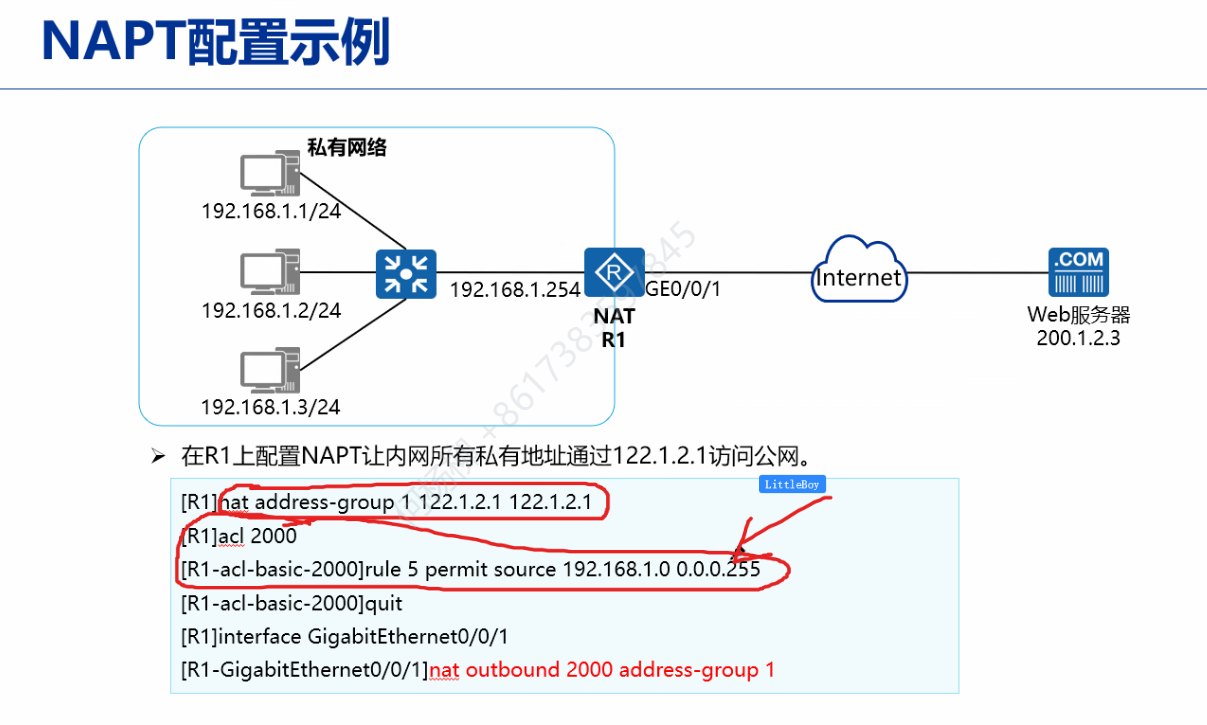 NAPT配置示例
私有网络
192.168.1.1/24
192.168.1.2/24
192.168.1.254
GE0/0/1
Internet
.COM
R
NAT
R1
Web服务器
200.1.2.3
192.168.1.3/24
在R1上配置NAPT让内网所有私有地址通过122.1.2.1访问公网。
LittleBoy
[R1]nat address-group 1 122.1.2.1 122.1.2.1
[R1]acl 2000
[R1-acl-basic-2000]rule 5 permit source 192.168.1.0 0.0.0.255
[R1-acl-basic-2000]quit
[R1]interface GigabitEthernet0/0/1
[R1-GigabitEthernet0/0/1]nat outbound 2000 address-group 1